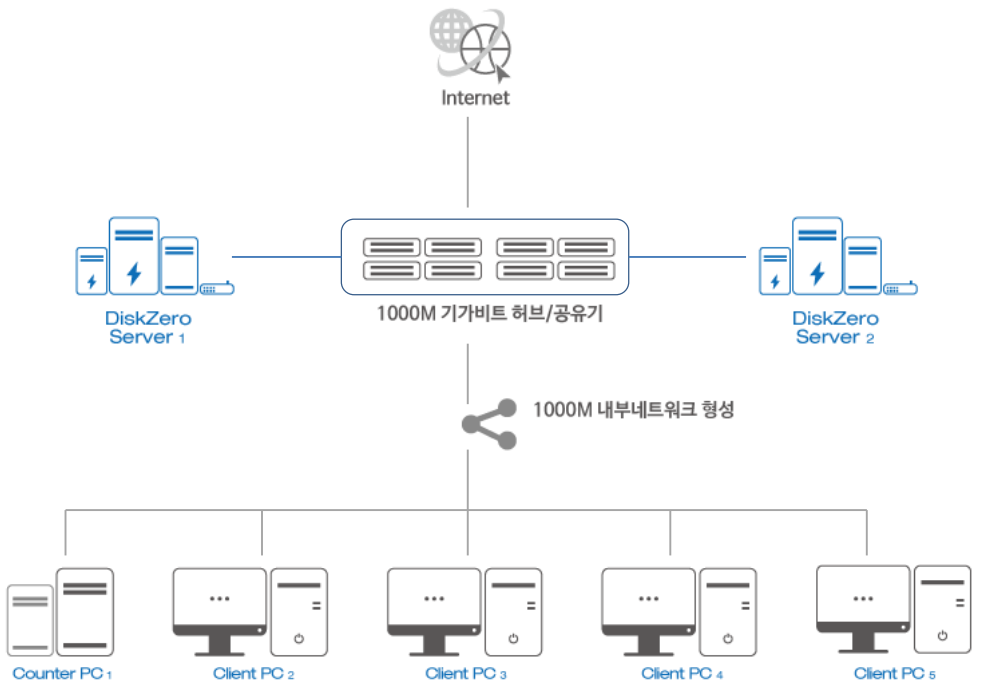 Internet
1000M 기가비트 허브/공유기
DiskZero
Server 1
DiskZero
Server 2
1000M 내부네트워크 형성
Counter PC 1
Client PC 2
Client PC 3
Client PC 4
Client PC 5